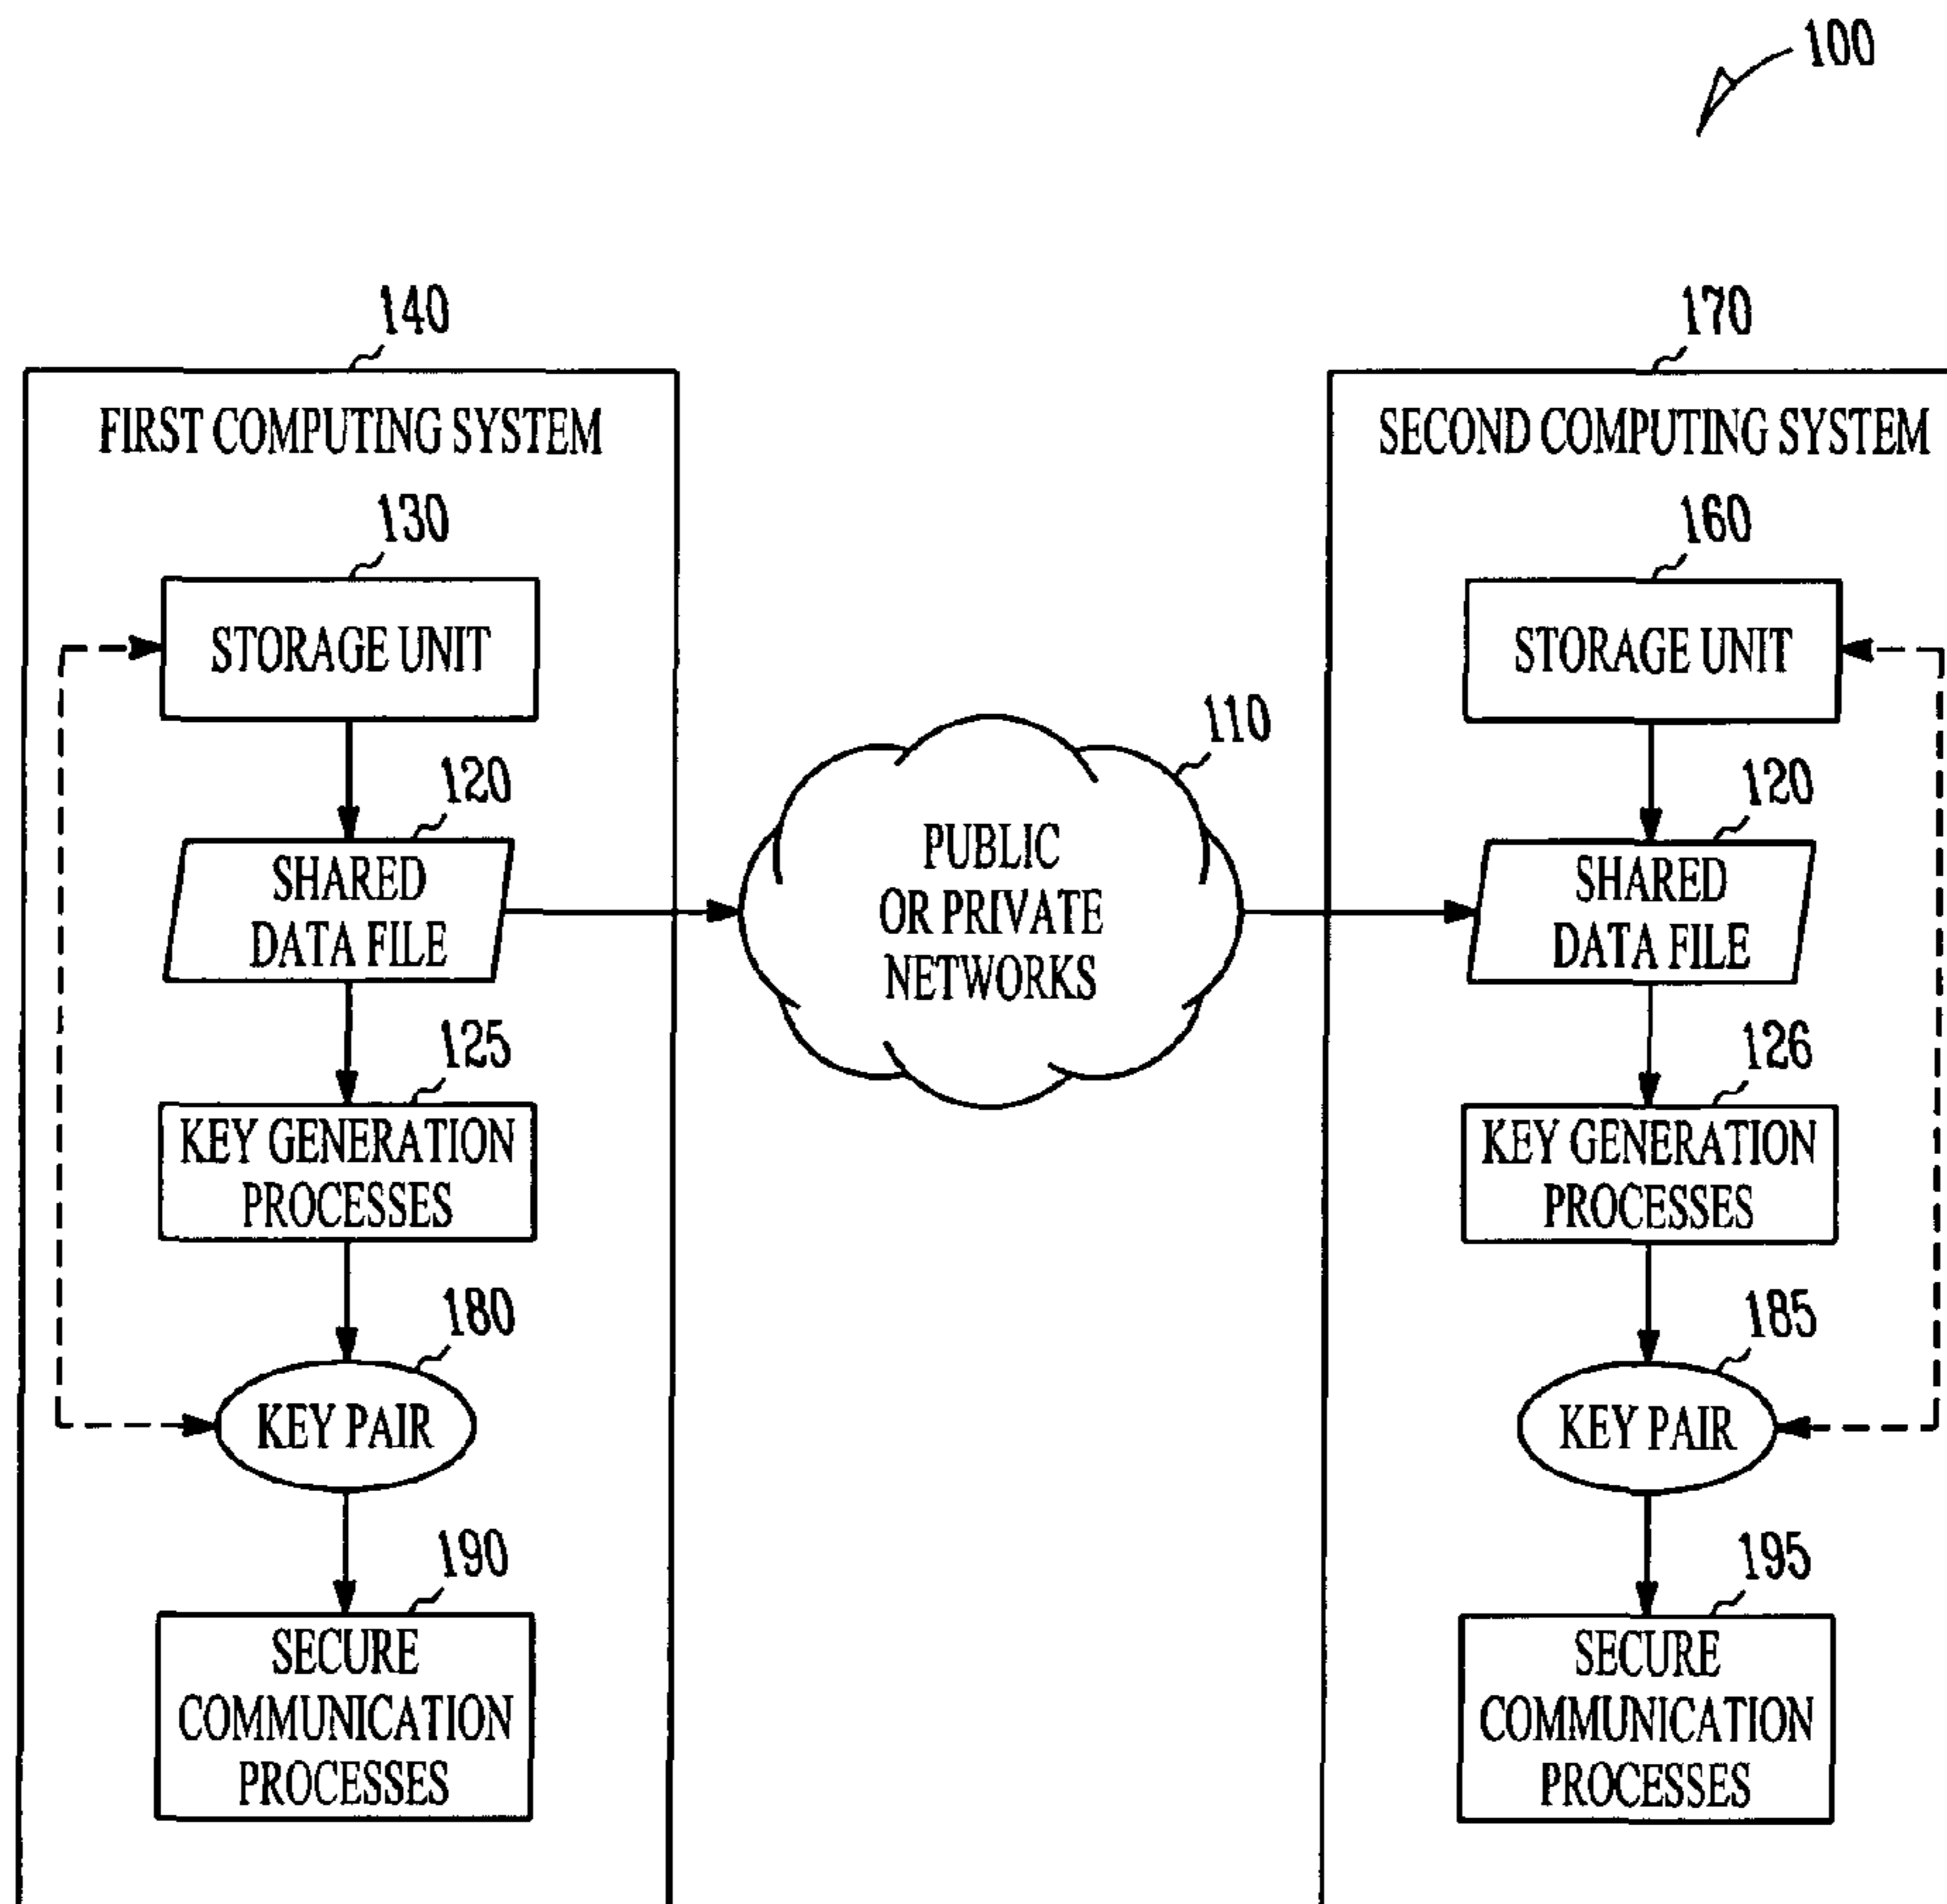 100
140
FIRST COMPUTING SYSTEM
130
STORAGE UNIT
120
SHARED
DATA FILE
125
KEY GENERATION
PROCESSES
180
KEY PAIR
190
SECURE
COMMUNICATION
PROCESSES
110
PUBLIC
OR PRIVATE
NETWORKS
170
SECOND COMPUTING SYSTEM
160
STORAGE UNIT
120
SHARED
DATA FILE
126
KEY GENERATION
PROCESSES
185
KEY PAIR
195
SECURE
COMMUNICATION
PROCESSES